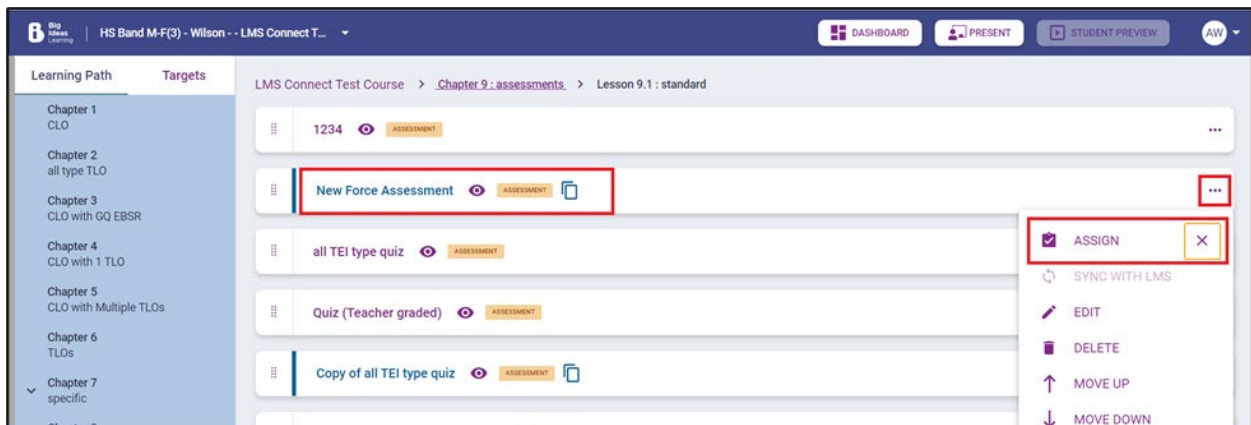 Big
Ideas
Learning
HS Band M-F(3) - Wilson - - LMS Connect T...
DASHBOARD
PRESENT
STUDENT PREVIEW
AW
Learning Path
Targets
LMS Connect Test Course > Chapter 9 : assessments > Lesson 9.1 : standard
Chapter 1
CLO
Chapter 2
all type TLO
Chapter 3
CLO with GQ EBSR
Chapter 4
CLO with 1 TLO
Chapter 5
CLO with Multiple TLOs
Chapter 6
TLOs
Chapter 7
specific
1234 ASSESSMENT
New Force Assessment ASSESSMENT
all TEI type quiz ASSESSMENT
Quiz (Teacher graded) ASSESSMENT
Copy of all TEI type quiz ASSESSMENT
ASSIGN
SYNC WITH LMS
EDIT
DELETE
MOVE UP
MOVE DOWN